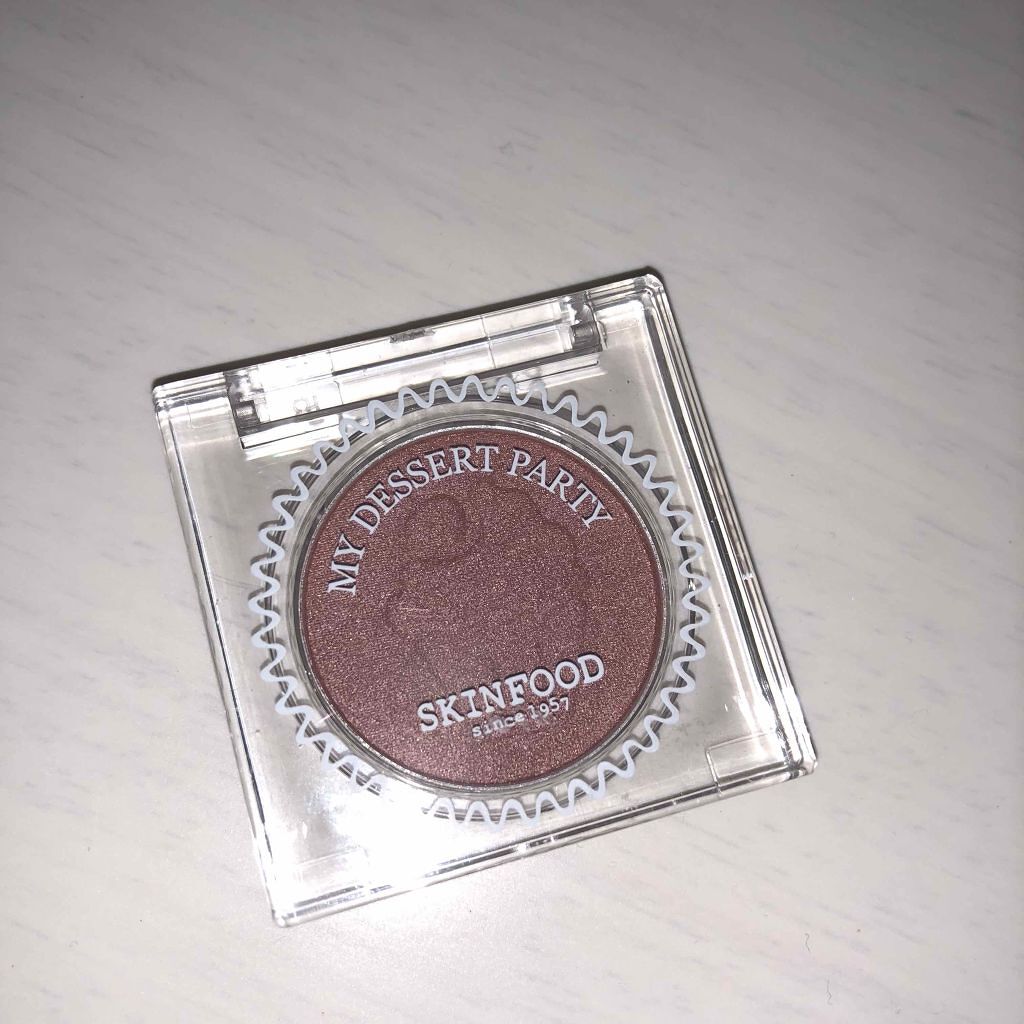 MY DESSERT PARTY
SKINFOOD
since 1957